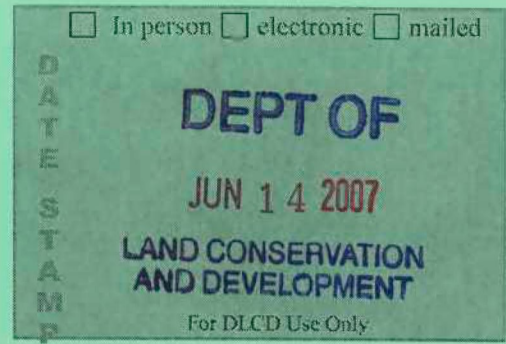 ☐ In person ☐ electronic ☐ mailed
DATE STAMP
DEPT OF
JUN 14 2007
LAND CONSERVATION
AND DEVELOPMENT
For DLCD Use Only